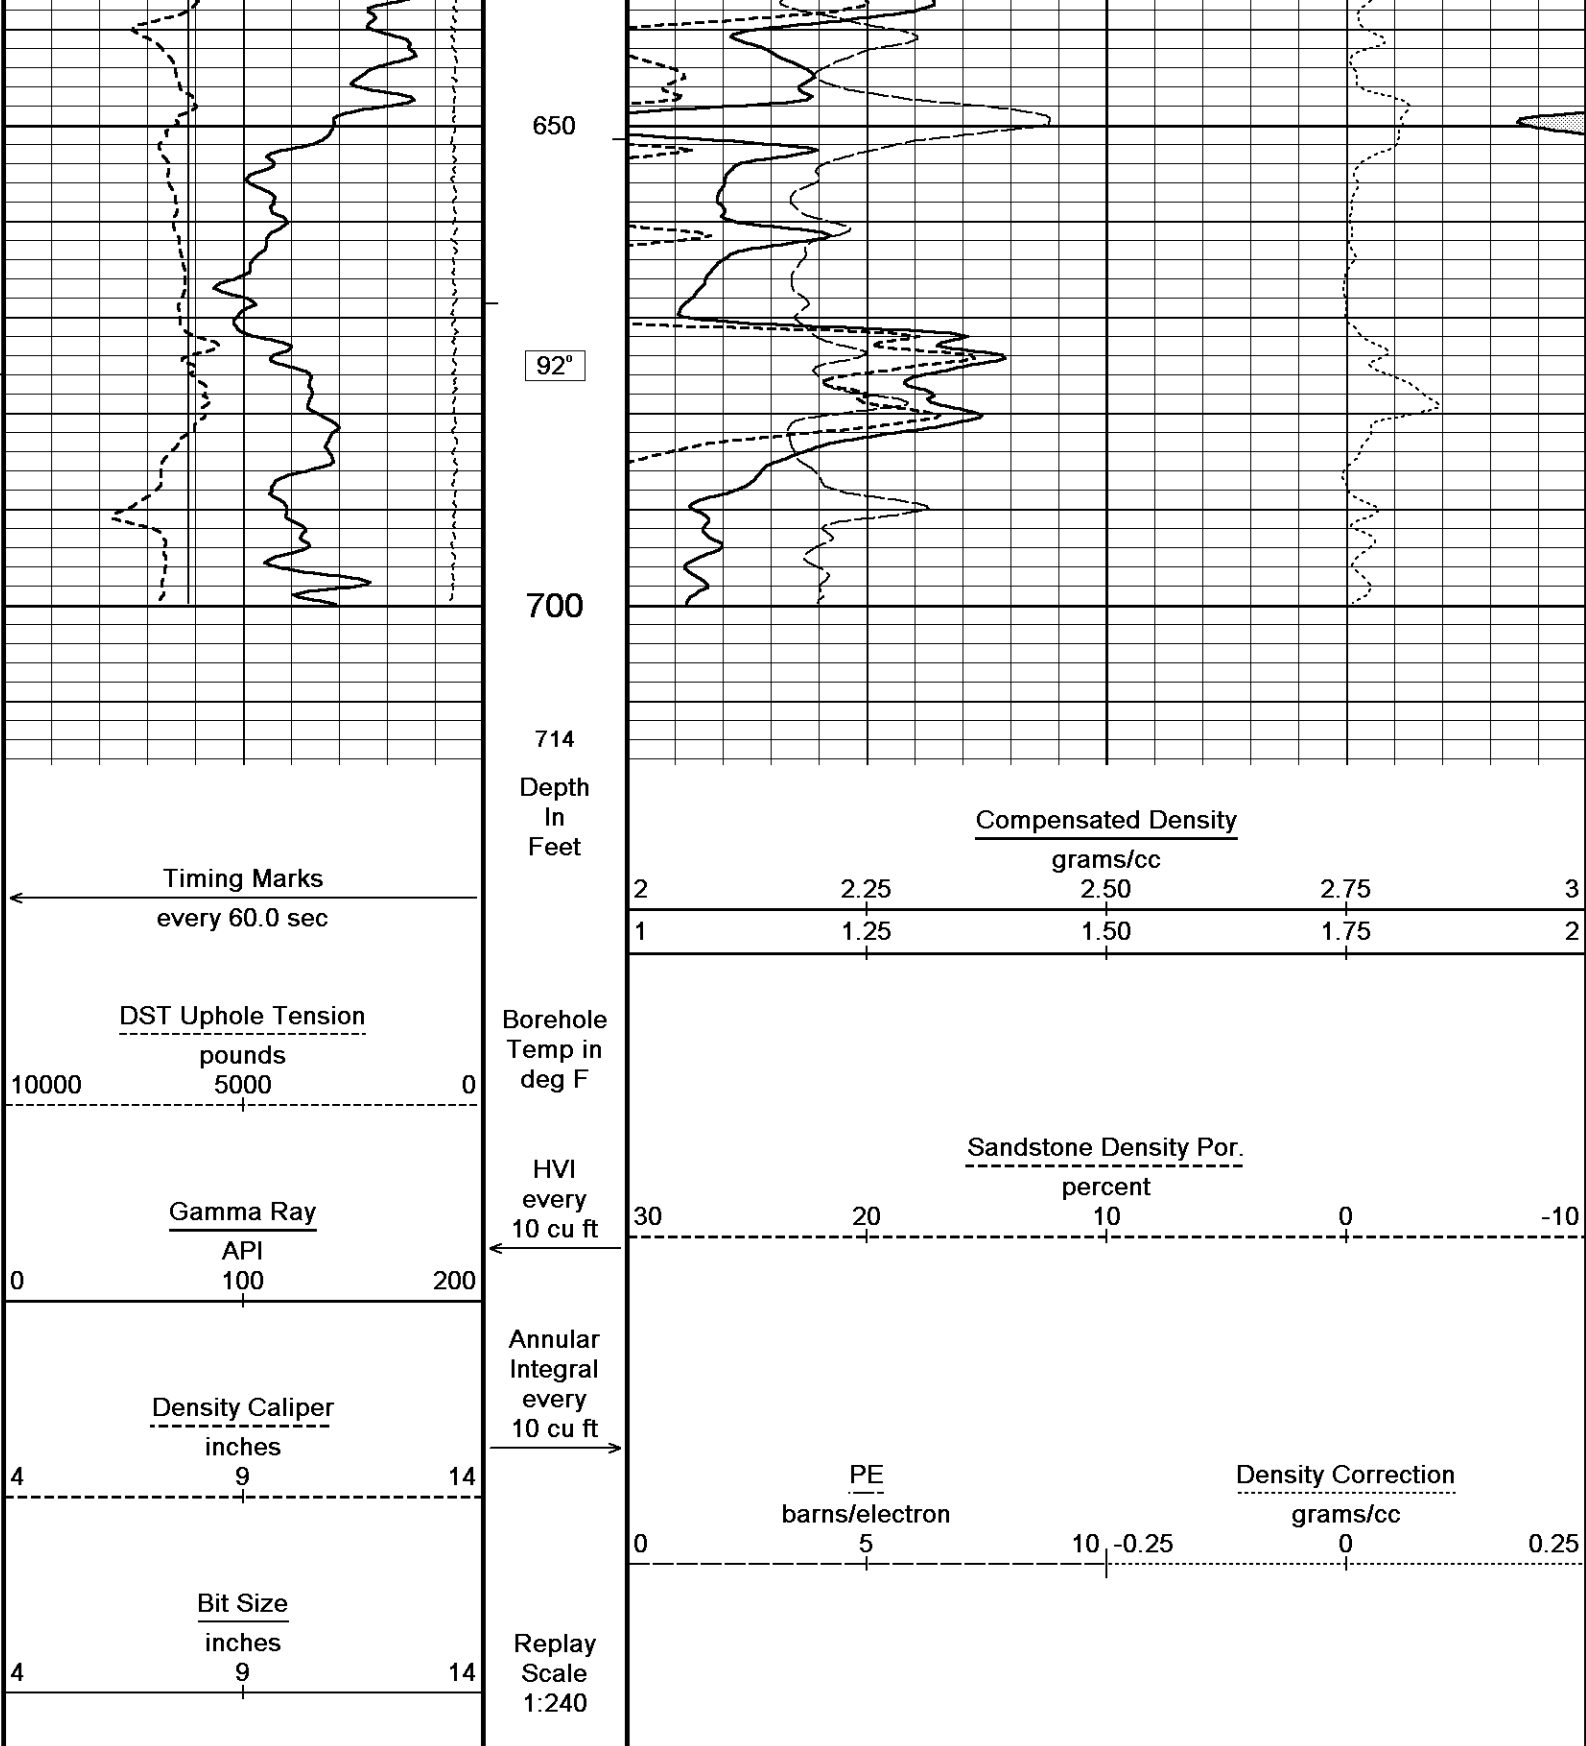 650
92°
700
714
Depth
In
Feet
Timing Marks
every 60.0 sec
DST Uphole Tension
pounds
10000 5000 0
Gamma Ray
API
0 100 200
Density Caliper
inches
4 9 14
Bit Size
inches
4 9 14
Borehole
Temp in
deg F
HVI
every
10 cu ft
Annular
Integral
every
10 cu ft
Replay
Scale
1:240
Compensated Density
grams/cc
2 2.25 2.50 2.75 3
1 1.25 1.50 1.75 2
Sandstone Density Por.
percent
30 20 10 0 -10
PE
barns/electron
0 5 10
Density Correction
grams/cc
-0.25 0 0.25